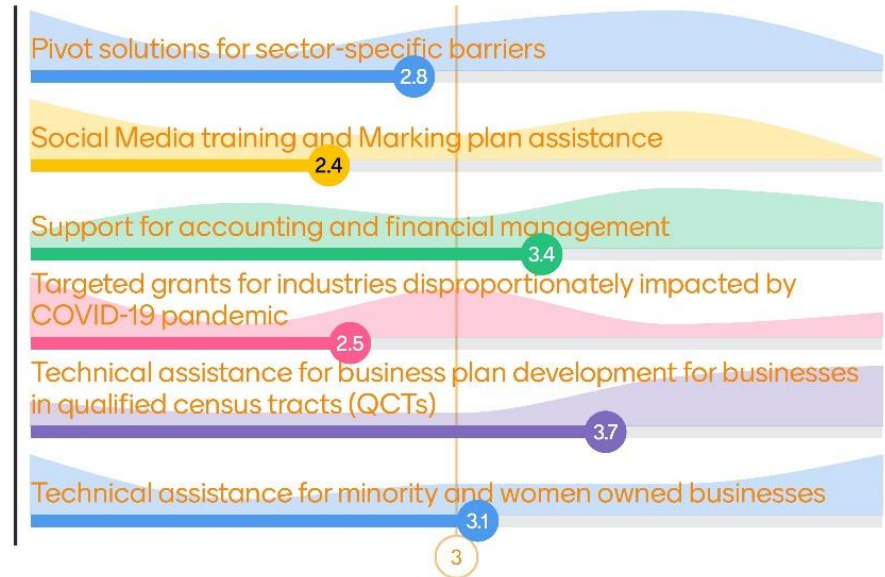 Pivot solutions for sector-specific barriers
2.8
Social Media training and Marking plan assistance
2.4
Support for accounting and financial management
3.4
Targeted grants for industries disproportionately impacted by
COVID-19 pandemic
2.5
Technical assistance for business plan development for businesses
in qualified census tracts (QCTs)
3.7
Technical assistance for minority and women owned businesses
3.1
3